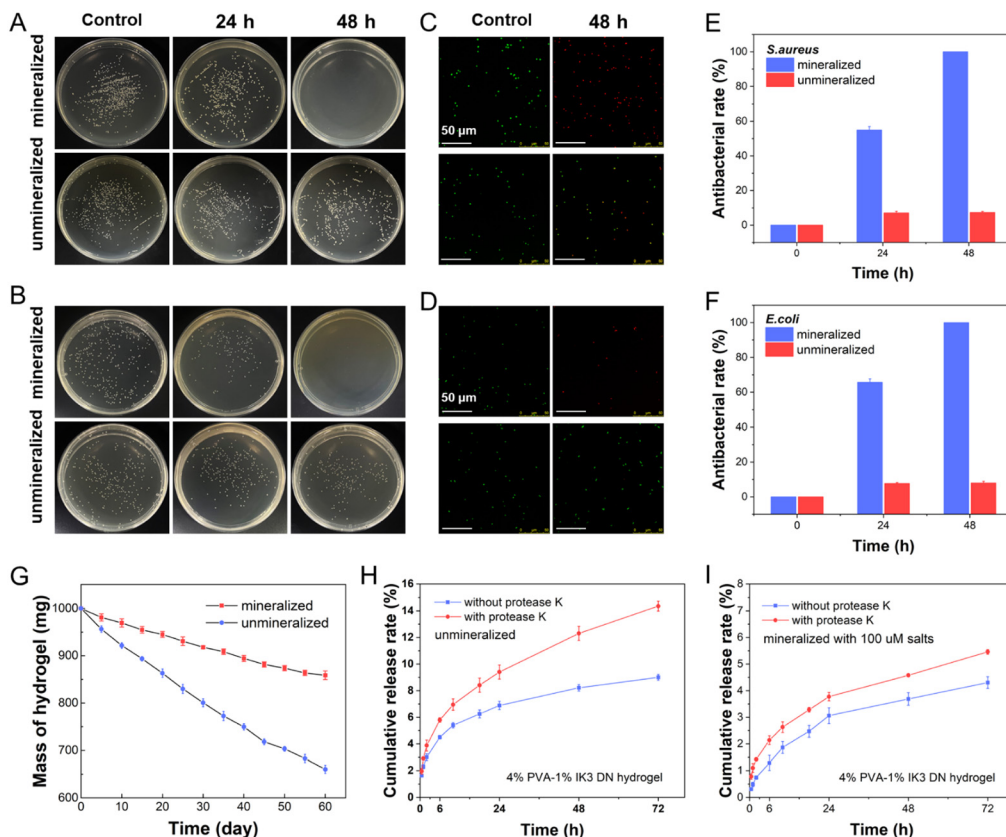 A
Control
24 h
48 h
mineralized
unmineralized
B
mineralized
unmineralized
C
Control
48 h
50 µm
D
50 µm
E
S.aureus
mineralized
unmineralized
Antibacterial rate (%)
100
80
60
40
20
0
0
24
48
Time (h)
F
E.coli
mineralized
unmineralized
Antibacterial rate (%)
100
80
60
40
20
0
0
24
48
Time (h)
G
mineralized
unmineralized
Mass of hydrogel (mg)
1000
900
800
700
600
0
10
20
30
40
50
60
Time (day)
H
without protease K
with protease K
unmineralized
Cumulative release rate (%)
16
14
12
10
8
6
4
2
0
0
6
24
48
72
4% PVA-1% IK3 DN hydrogel
Time (h)
I
without protease K
with protease K
mineralized with 100 uM salts
Cumulative release rate (%)
8
7
6
5
4
3
2
1
0
0
6
24
48
72
4% PVA-1% IK3 DN hydrogel
Time (h)